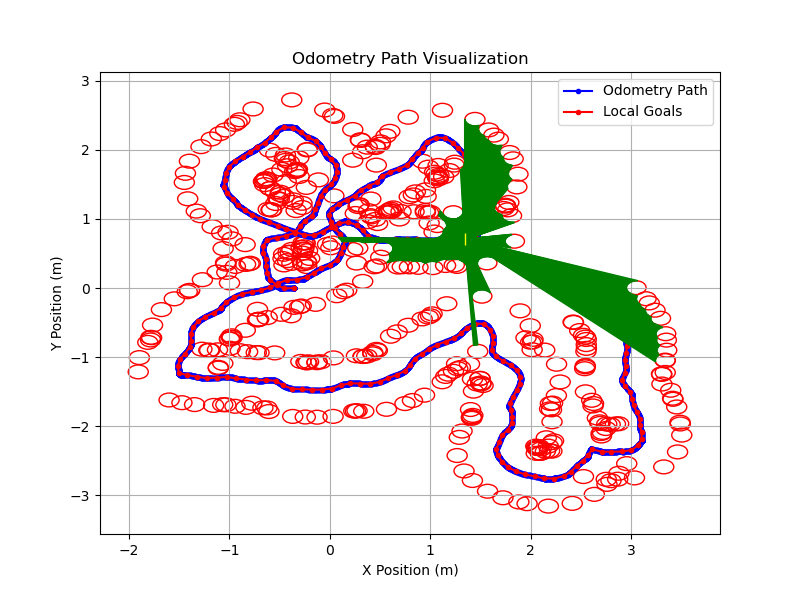 Odometry Path Visualization
Odometry Path
Local Goals
Y Position (m)
3
2
1
0
−1
−2
−3
−2
−1
0
1
2
3
X Position (m)